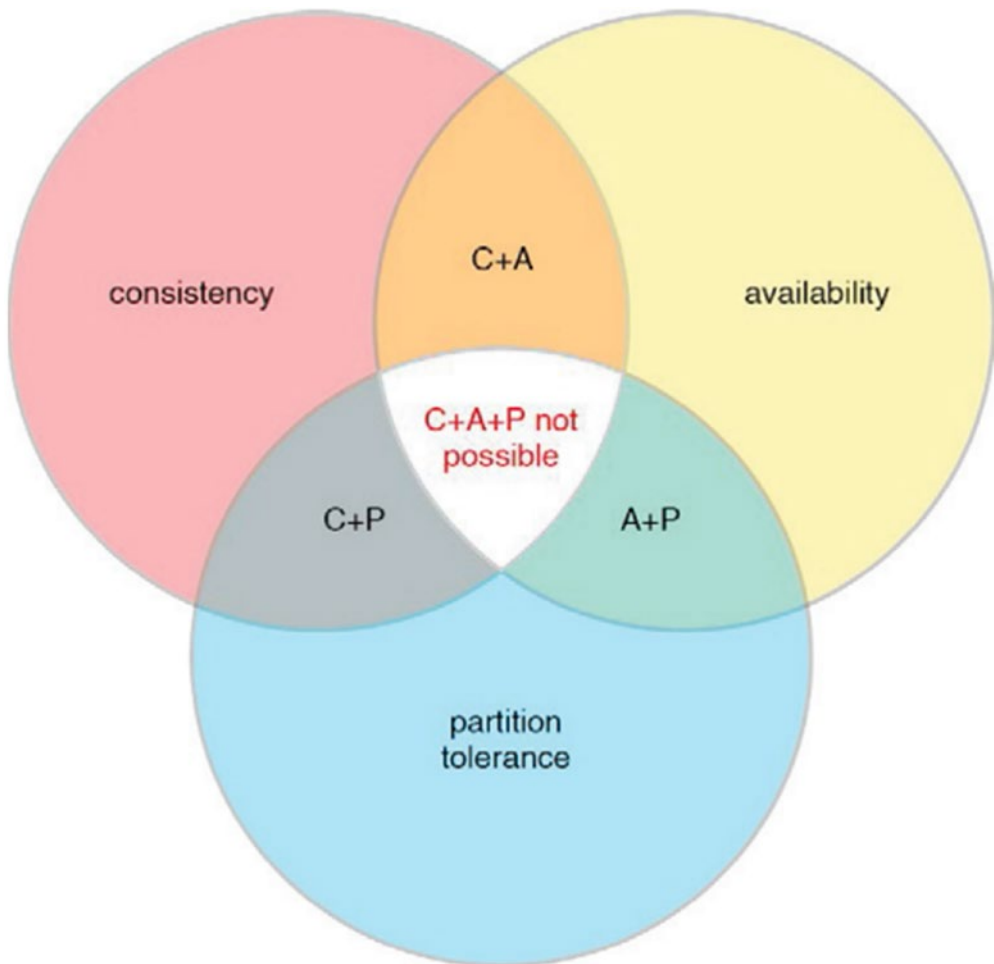 C+A
consistency
availability
C+A+P not
possible
C+P
A+P
partition
tolerance